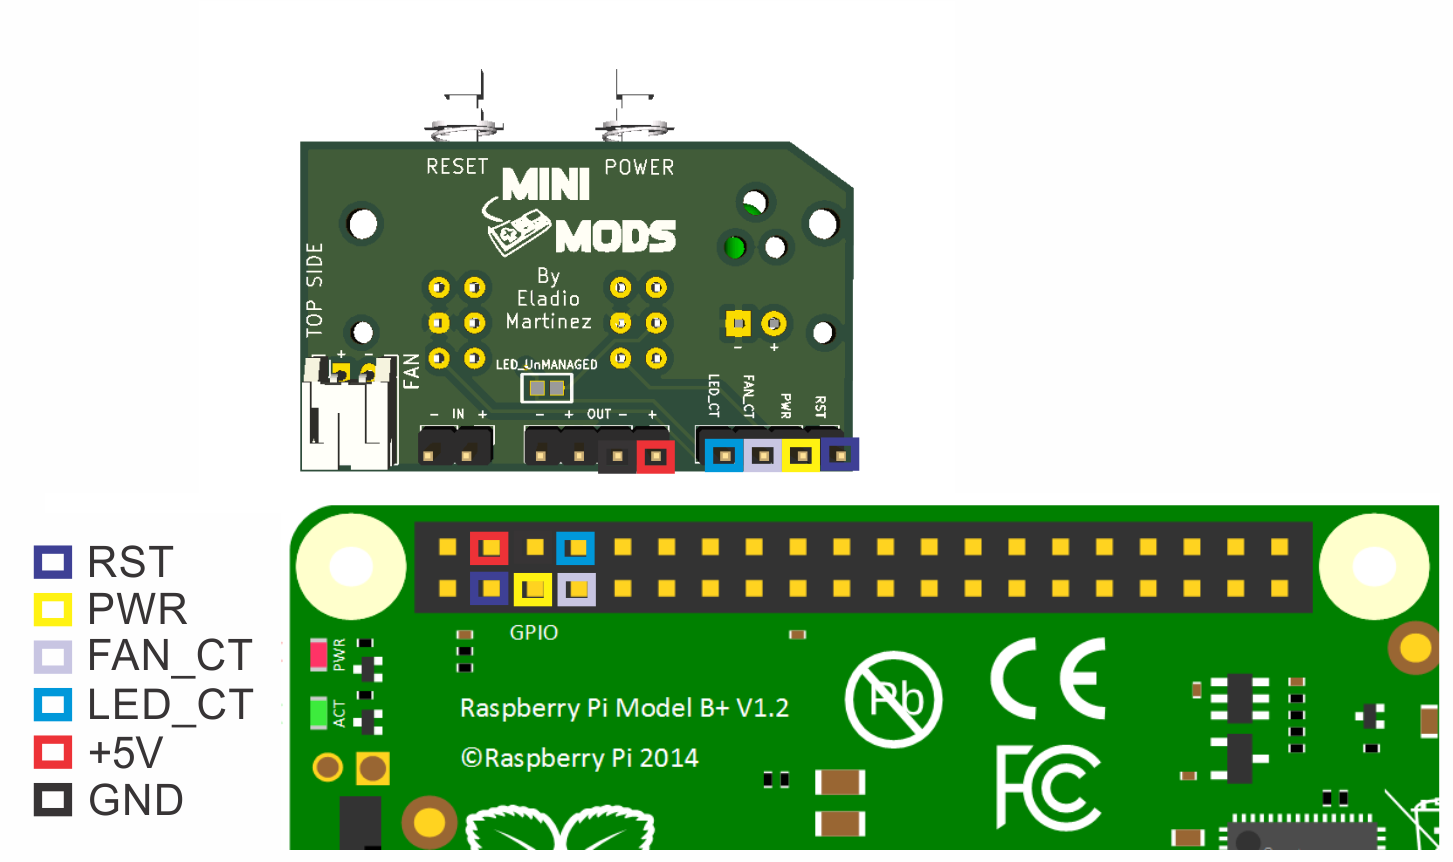 RESET
POWER
MINI
MODS
By
Eladio
Martinez
TOP SIDE
+ -
FAN
LED_UnMANAGED
- IN +
- + OUT - +
- +
LED_CT
FAN_CT
PWR
RST
RST
PWR
FAN_CT
LED_CT
+5V
GND
GPIO
PWR
ACT
Raspberry Pi Model B+ V1.2
©Raspberry Pi 2014
Pb
CE
FC